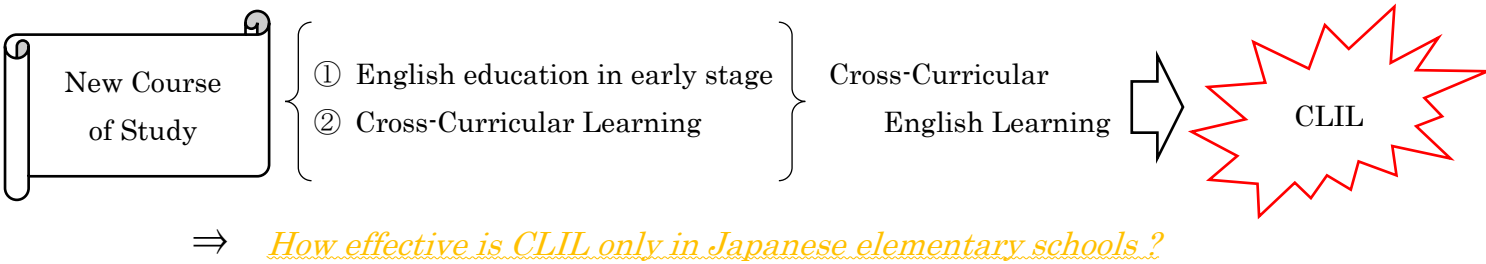 New Course
of Study
① English education in early stage
② Cross-Curricular Learning
Cross-Curricular
English Learning
CLIL
⇒ How effective is CLIL only in Japanese elementary schools ?